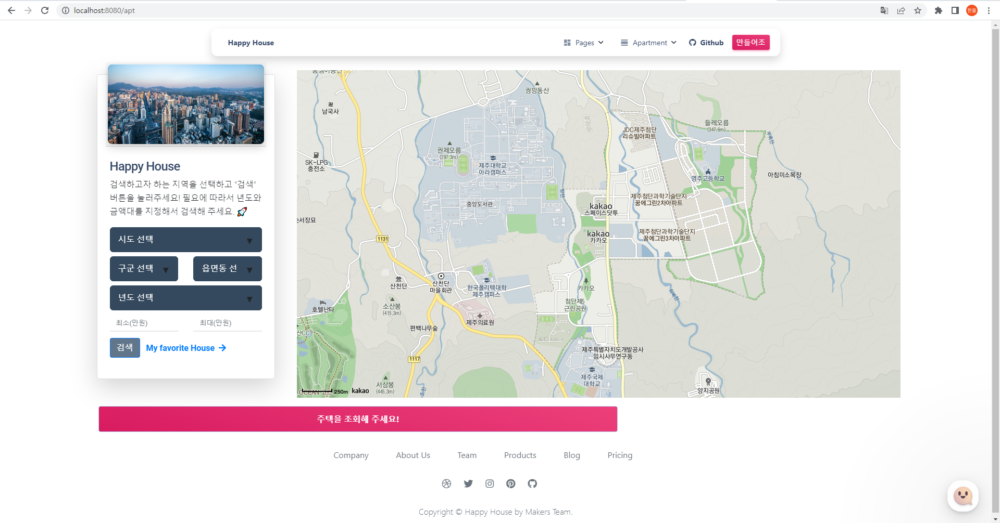 localhost:8080/apt
한울
Happy House
Pages
Apartment
Github
만들어조
Happy House
검색하고자 하는 지역을 선택하고 "검색"
버튼을 눌러주세요! 필요에 따라서 년도와
금액대를 지정해서 검색해 주세요. 🚀
시도 선택
구군 선택
읍면동 선
년도 선택
최소(만원)
최대(만원)
검색
My favorite House
궝망동산
남국사
JDC제주첨단
리슈빌아파트
들레오름
(347.6m)
권제오름
(297.3m)
SK-LPG
충전소
제주대학교
아라캠퍼스
영주고등학교
아침미소목장
중앙도서관
제주첨단과학기술단지
꿈에그린2차아파트
kakao
스페이스닷투
서장묘
제주첨단과학기술단지
꿈에그린3차아파트
kakao
카카오
1131
산천단
산천단
마을회관
한국폴리텍대학
제주캠퍼스
카카오
소산봉
(415.3m)
호텔난타
첨단제5
근린공원
제주의료원
편백나무숲
산CC
제주특별자치도개발공사
임시사무연구동
1117
제주국제
대학교
서삼봉
(445.3m)
양지공원
250m
kakao
주택을 조회해 주세요!
Company
About Us
Team
Products
Blog
Pricing
Copyright © Happy House by Makers Team.